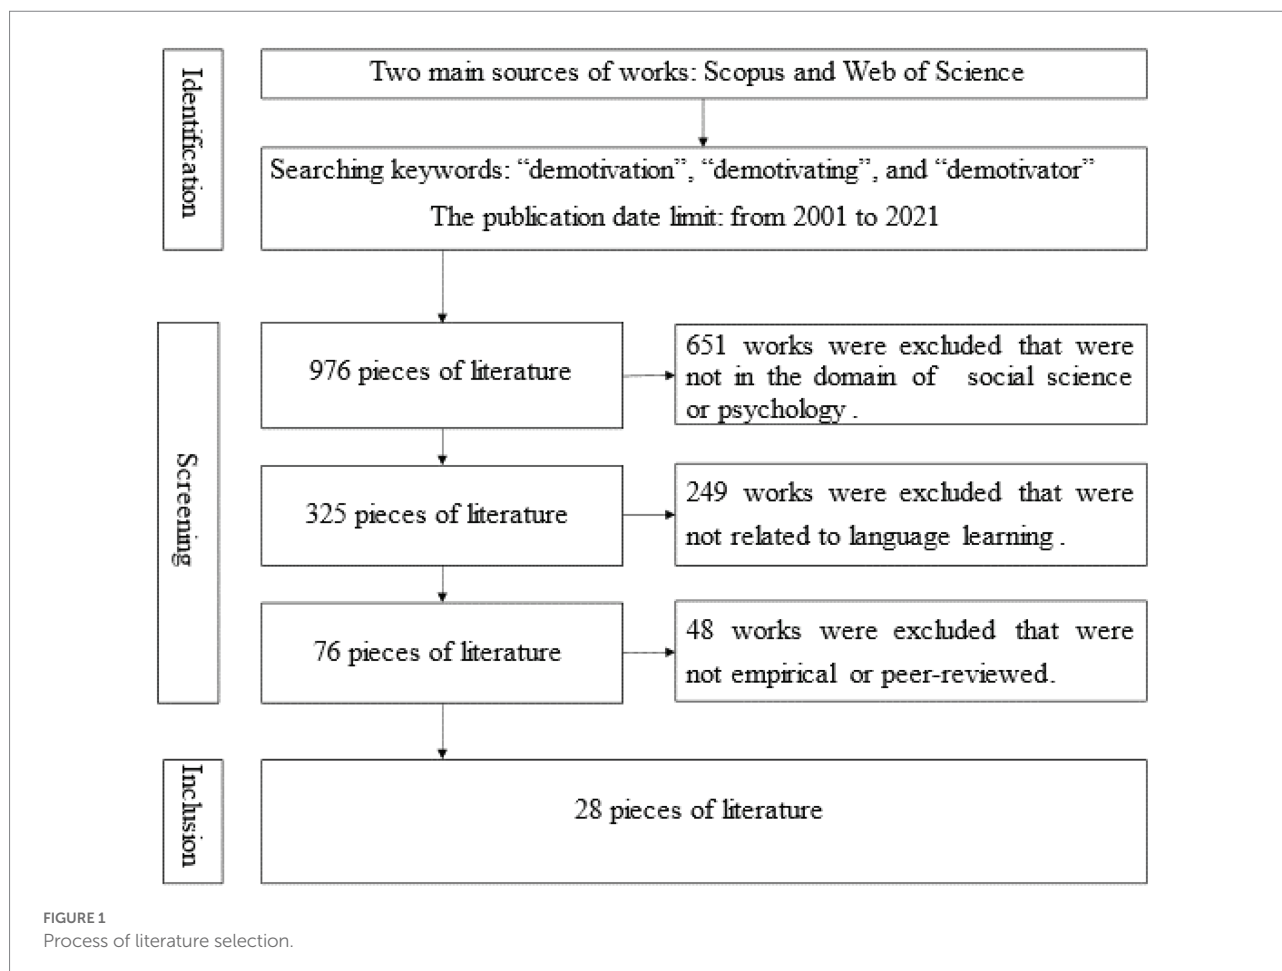 Identification
Two main sources of works: Scopus and Web of Science
Searching keywords: “demotivation”, “demotivating”, and “demotivator”
The publication date limit: from 2001 to 2021
Screening
976 pieces of literature
651 works were excluded that were
not in the domain of social science
or psychology .
325 pieces of literature
249 works were excluded that were
not related to language learning .
76 pieces of literature
48 works were excluded that were
not empirical or peer-reviewed.
Inclusion
28 pieces of literature
FIGURE 1
Process of literature selection.